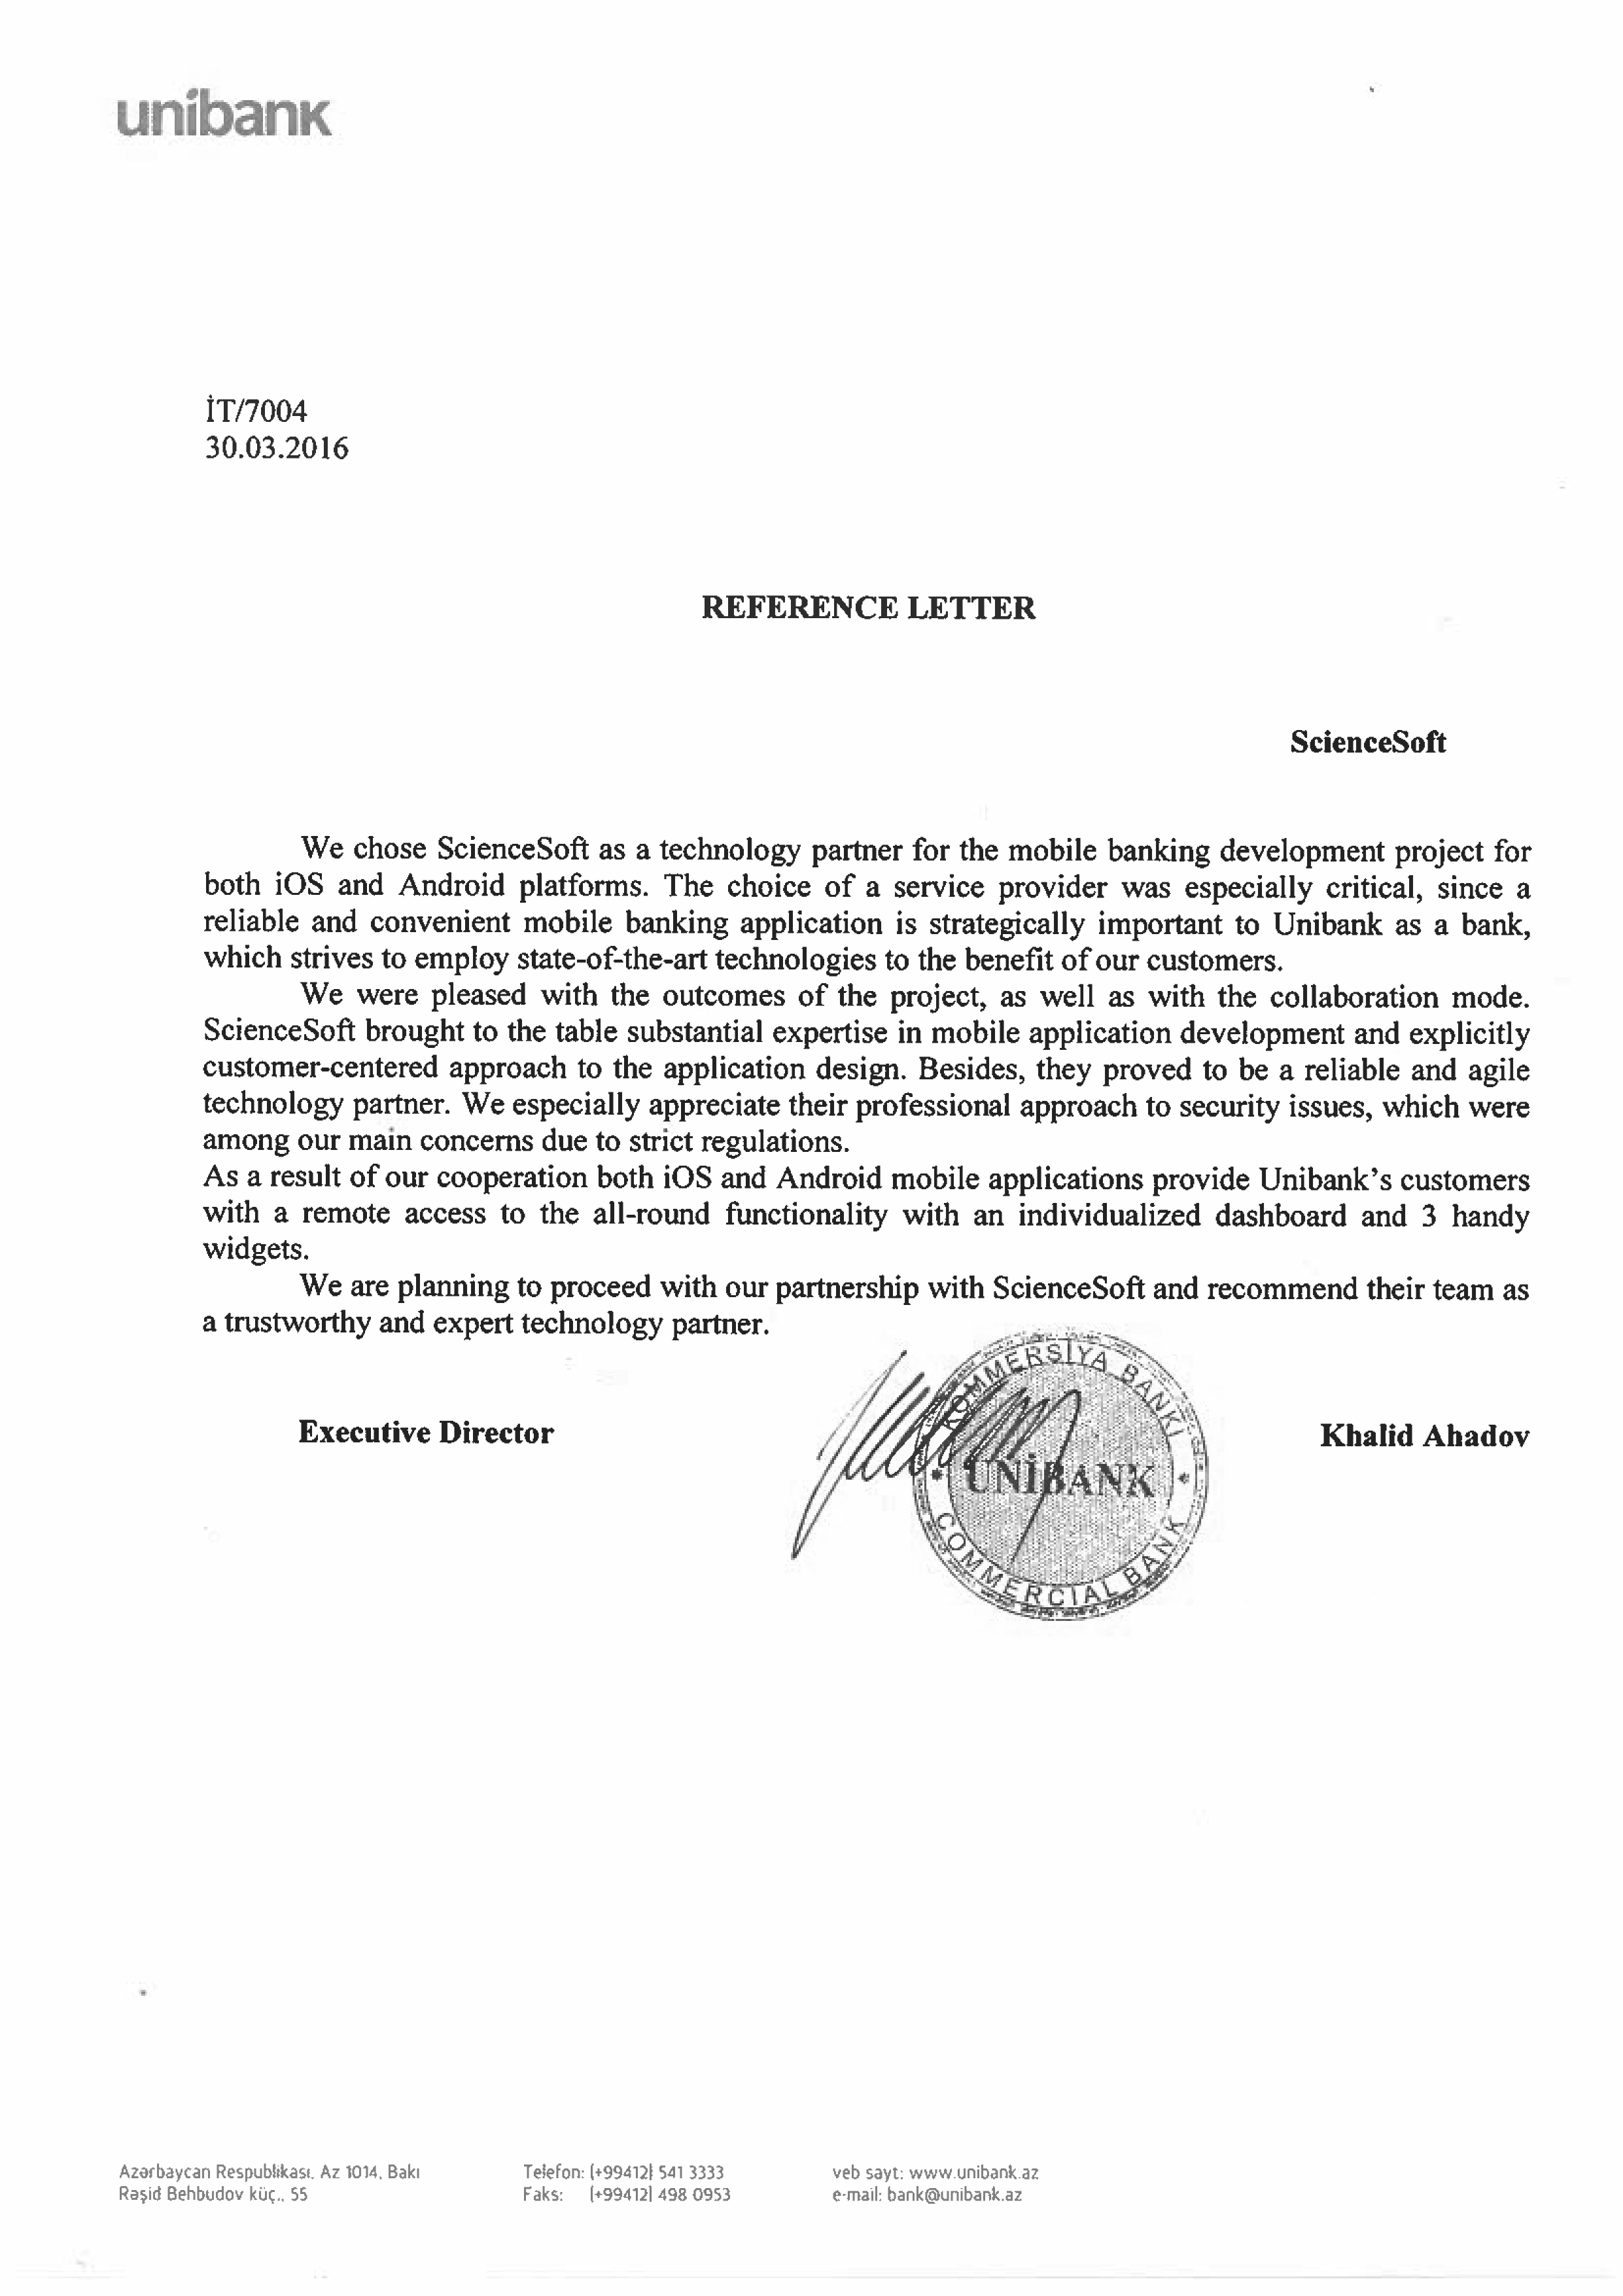 unibank
İT/7004
30.03.2016
REFERENCE LETTER
ScienceSoft
We chose ScienceSoft as a technology partner for the mobile banking development project for
both iOS and Android platforms. The choice of a service provider was especially critical, since a
reliable and convenient mobile banking application is strategically important to Unibank as a bank,
which strives to employ state-of-the-art technologies to the benefit of our customers.
We were pleased with the outcomes of the project, as well as with the collaboration mode.
ScienceSoft brought to the table substantial expertise in mobile application development and explicitly
customer-centered approach to the application design. Besides, they proved to be a reliable and agile
technology partner. We especially appreciate their professional approach to security issues, which were
among our main concerns due to strict regulations.
As a result of our cooperation both iOS and Android mobile applications provide Unibank’s customers
with a remote access to the all-round functionality with an individualized dashboard and 3 handy
widgets.
We are planning to proceed with our partnership with ScienceSoft and recommend their team as
a trustworthy and expert technology partner.
Executive Director
KOMMERSİYA BANKI
UNİBANK
COMMERCIAL BANK
Khalid Ahadov
Azərbaycan Respublikası, Az 1014, Bakı
Rəşid Behbudov küç., 55
Telefon: (+99412) 541 3333
Faks: (+99412) 498 0953
veb sayt: www.unibank.az
e-mail: bank@unibank.az